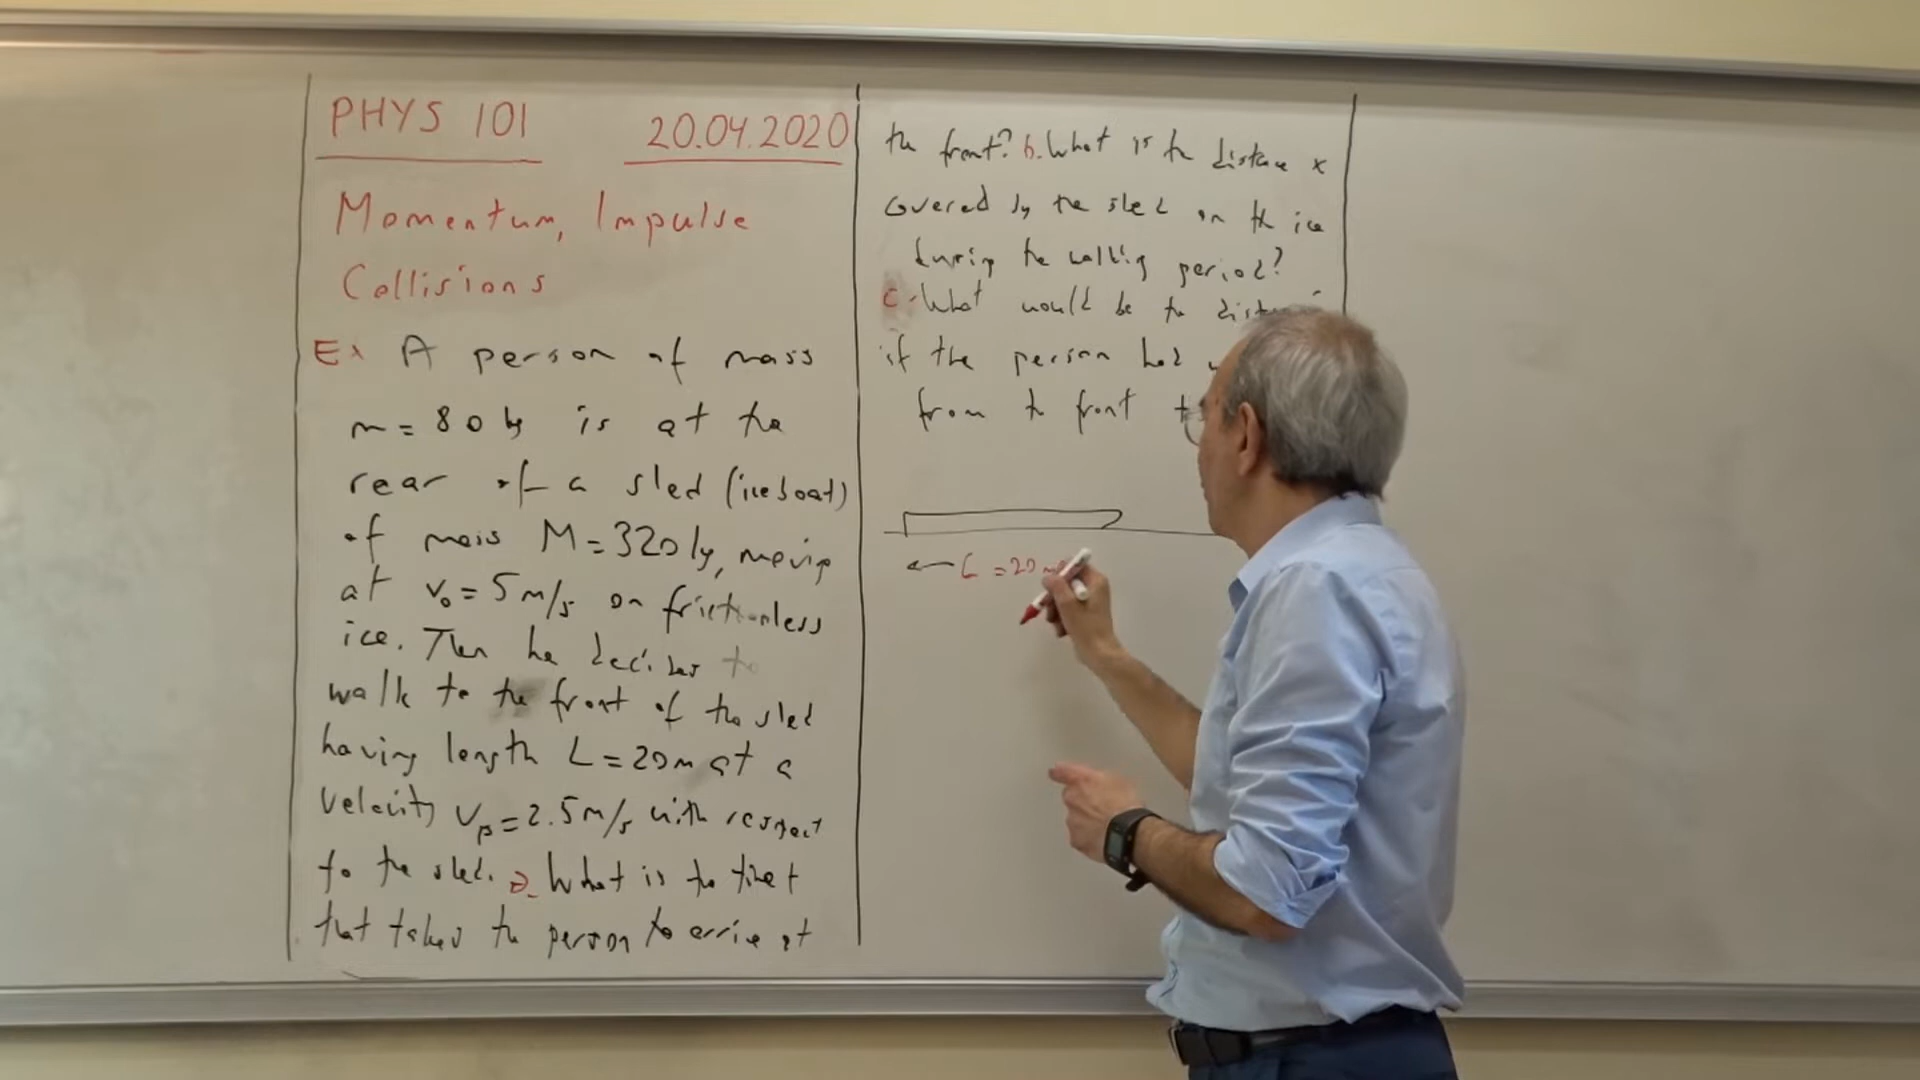 PHYS 101 20.04.2020
Momentum, Impulse
Collisions
Ex A person of mass
m = 80 kg is at the
rear of a sled (iceboat)
of mass M = 320 kg, moving
at v₀ = 5 m/s on frictionless
ice. Then he decides to
walk to the front of the sled
having length L = 20m at a
velocity vₚ = 2.5 m/s with respect
to the sled. a. What is the time t
that takes the person to arrive at
the front? b. What is the distance x
covered by the sled on the ice
during the walking period?
c. What would be the
if the person had
from the front
L = 20 m